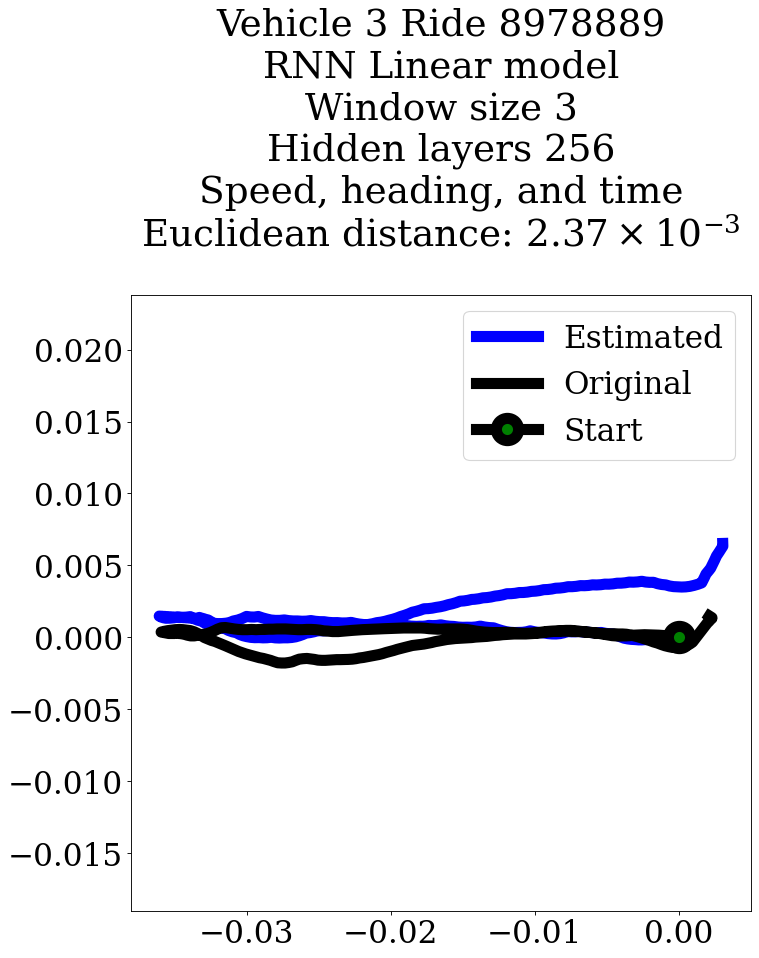 Vehicle 3 Ride 8978889
RNN Linear model
Window size 3
Hidden layers 256
Speed, heading, and time
Euclidean distance: 2.37 × 10⁻³
Estimated
Original
Start
0.020
0.015
0.010
0.005
0.000
−0.005
−0.010
−0.015
−0.03 −0.02 −0.01 0.00